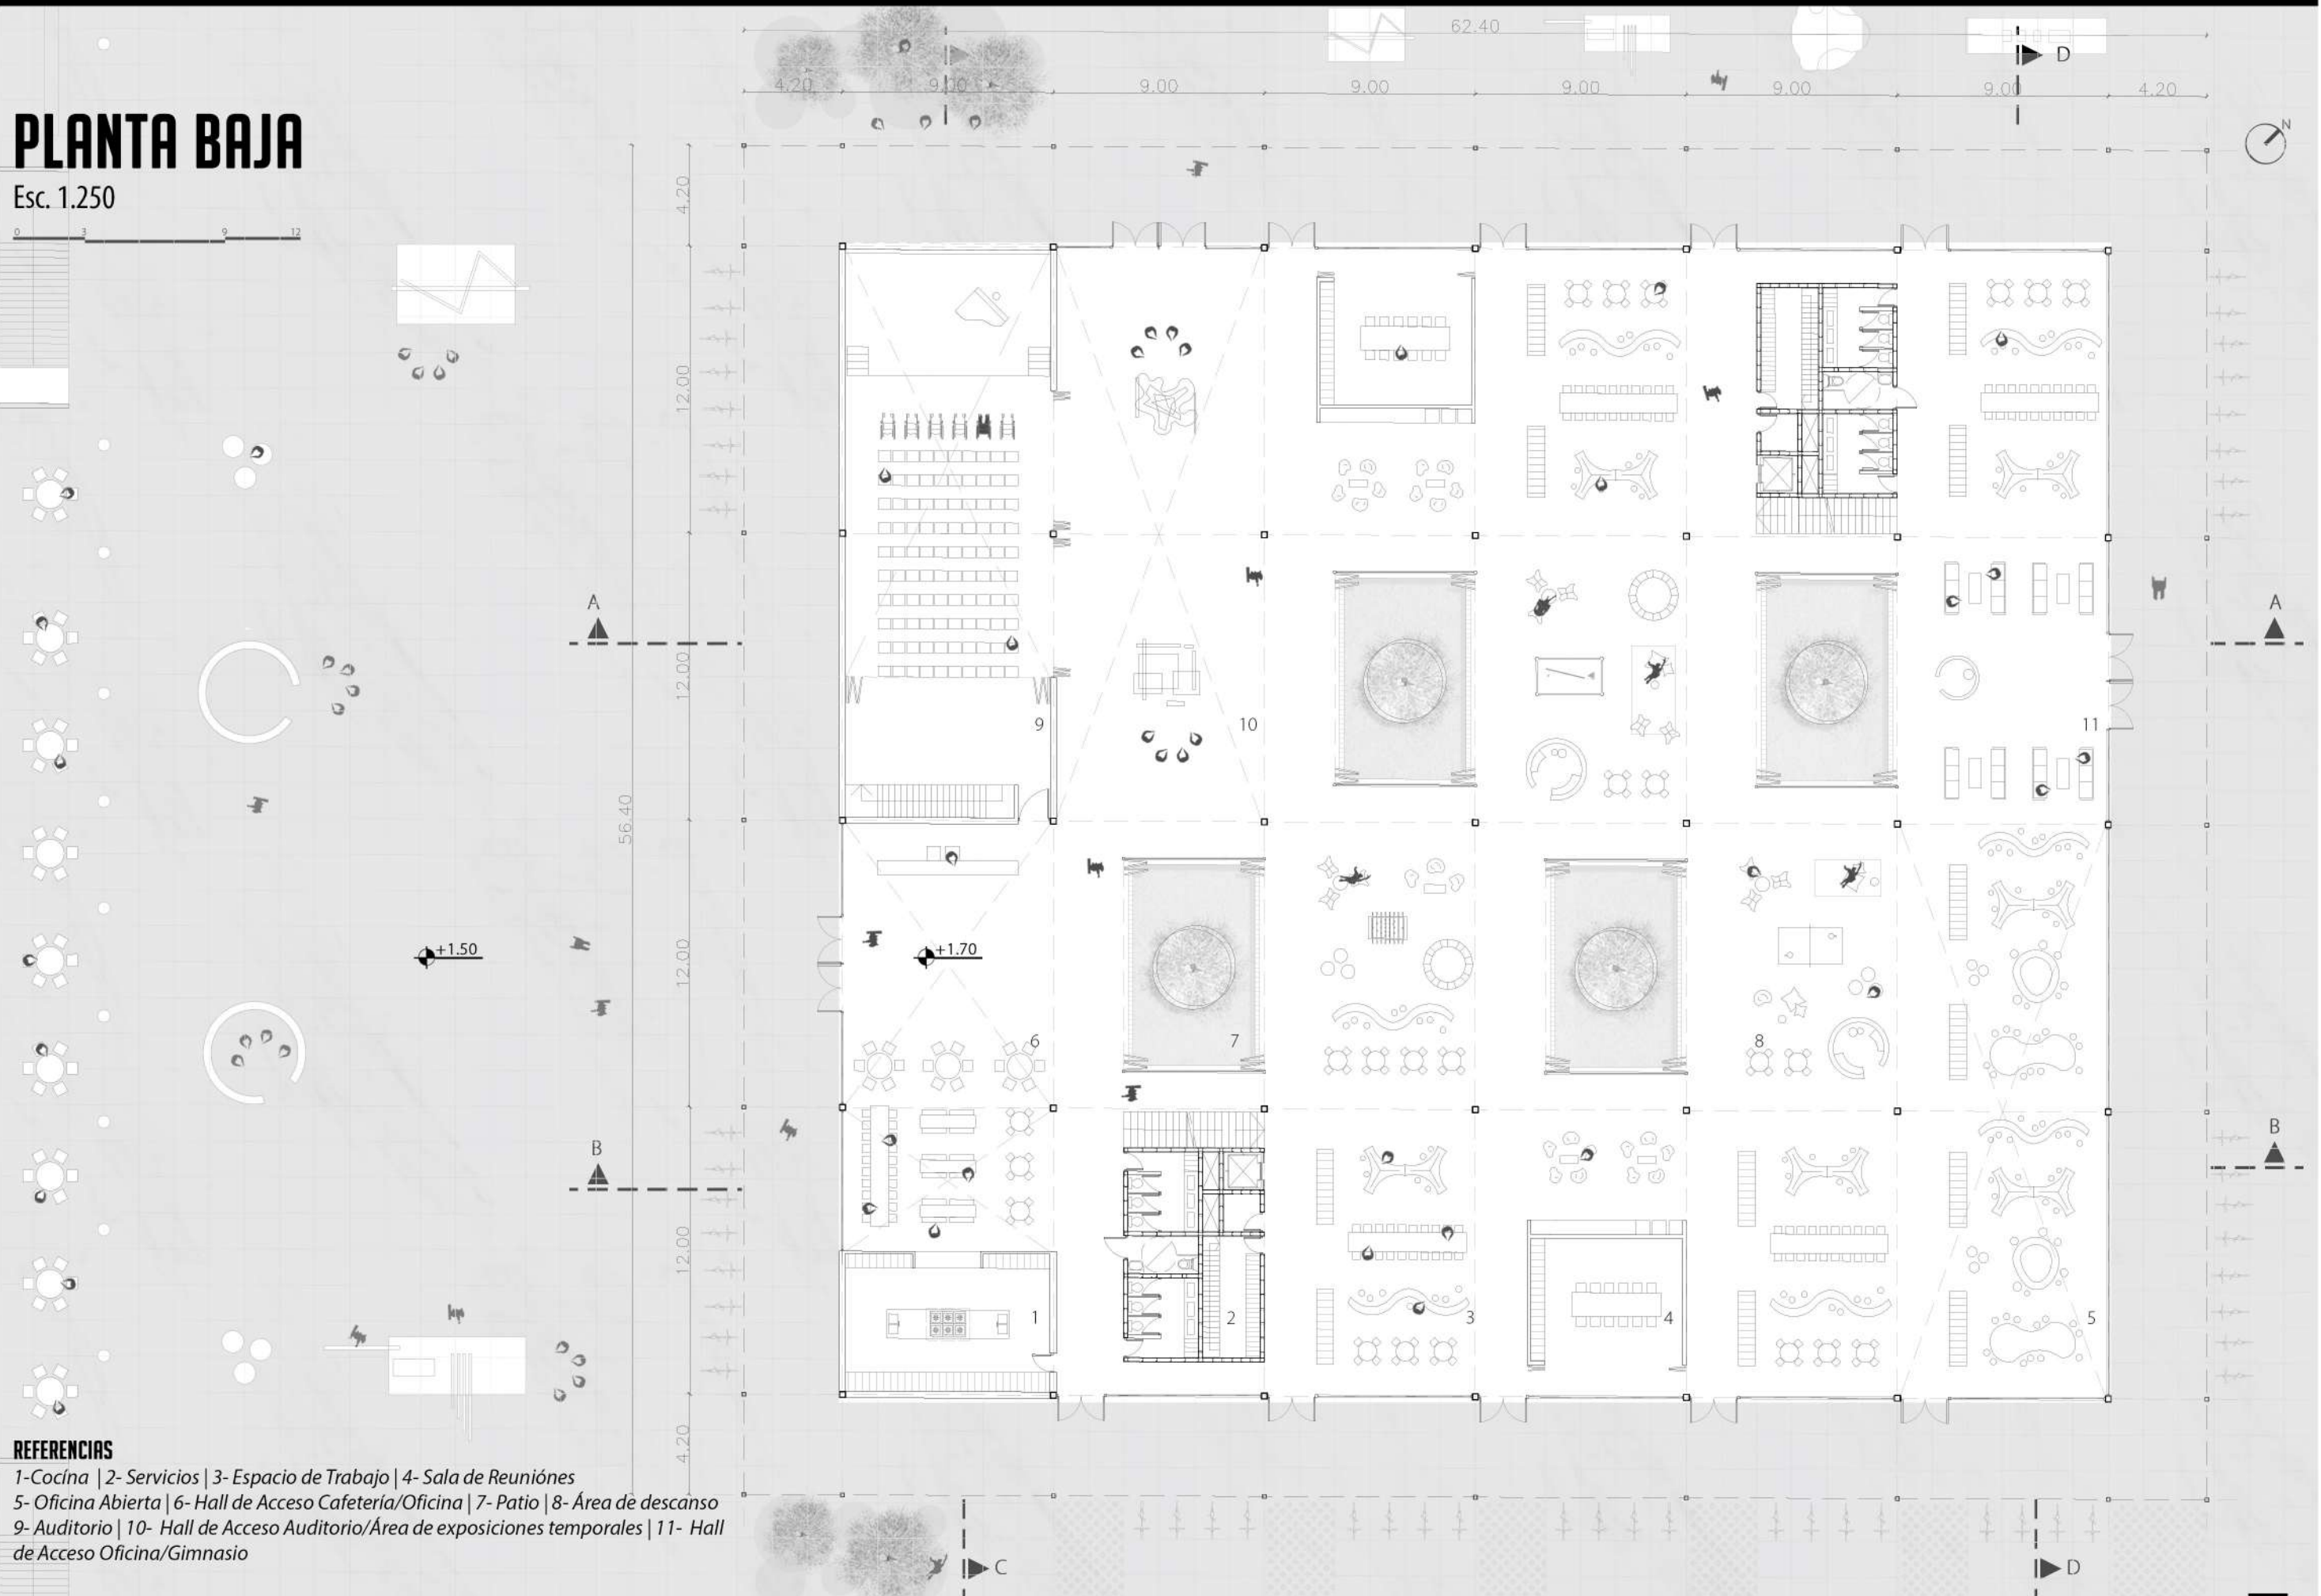 62.40
D
4.20 9.00 9.00 9.00 9.00 9.00 9.00 4.20
N
PLANTA BAJA
Esc. 1.250
0 3 9 12
4.20
12.00
A
A
12.00
9
10
11
56.40
+1.50
+1.70
12.00
6
7
8
B
B
12.00
1
2
3
4
5
4.20
REFERENCIAS
1-Cocína | 2- Servicios | 3- Espacio de Trabajo | 4- Sala de Reuniónes
5- Oficina Abierta | 6- Hall de Acceso Cafetería/Oficina | 7- Patio | 8- Área de descanso
9- Auditorio | 10- Hall de Acceso Auditorio/Área de exposiciones temporales | 11- Hall
de Acceso Oficina/Gimnasio
C
D